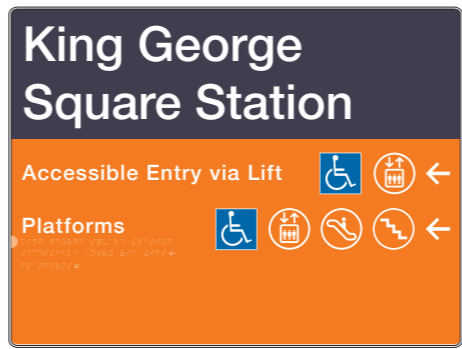 King George
Square Station
Accessible Entry via Lift
Platforms